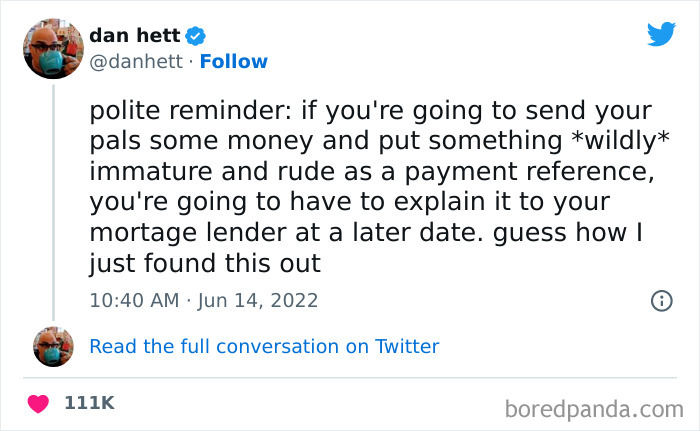 dan hett
@danhett · Follow
polite reminder: if you're going to send your
pals some money and put something *wildly*
immature and rude as a payment reference,
you're going to have to explain it to your
mortage lender at a later date. guess how I
just found this out
10:40 AM · Jun 14, 2022
Read the full conversation on Twitter
111K
boredpanda.com